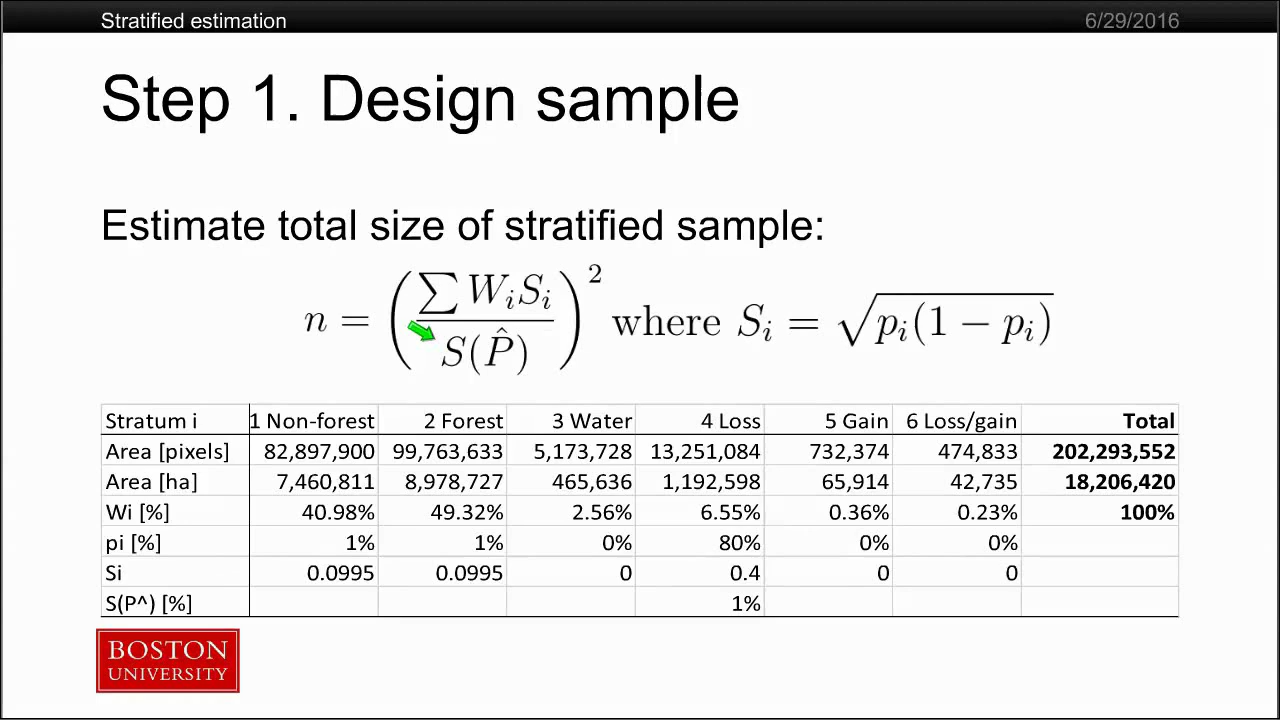 Stratified estimation 6/29/2016
Step 1. Design sample
Estimate total size of stratified sample:
n = ( ∑ W_i S_i / S(P̂) )² where S_i = √(p_i(1 − p_i))
Stratum i 1 Non-forest 2 Forest 3 Water 4 Loss 5 Gain 6 Loss/gain Total
Area [pixels] 82,897,900 99,763,633 5,173,728 13,251,084 732,374 474,833 202,293,552
Area [ha] 7,460,811 8,978,727 465,636 1,192,598 65,914 42,735 18,206,420
Wi [%] 40.98% 49.32% 2.56% 6.55% 0.36% 0.23% 100%
pi [%] 1% 1% 0% 80% 0% 0%
Si 0.0995 0.0995 0 0.4 0 0
S(P^) [%] 1%
BOSTON
UNIVERSITY